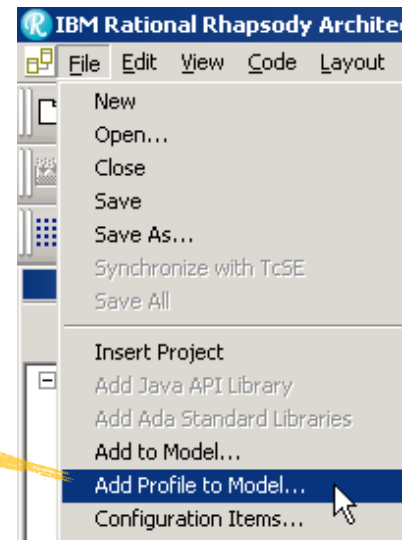 IBM Rational Rhapsody Archite
File Edit View Code Layout
New
Open...
Close
Save
Save As...
Synchronize with TcSE
Save All
Insert Project
Add Java API Library
Add Ada Standard Libraries
Add to Model...
Add Profile to Model...
Configuration Items...